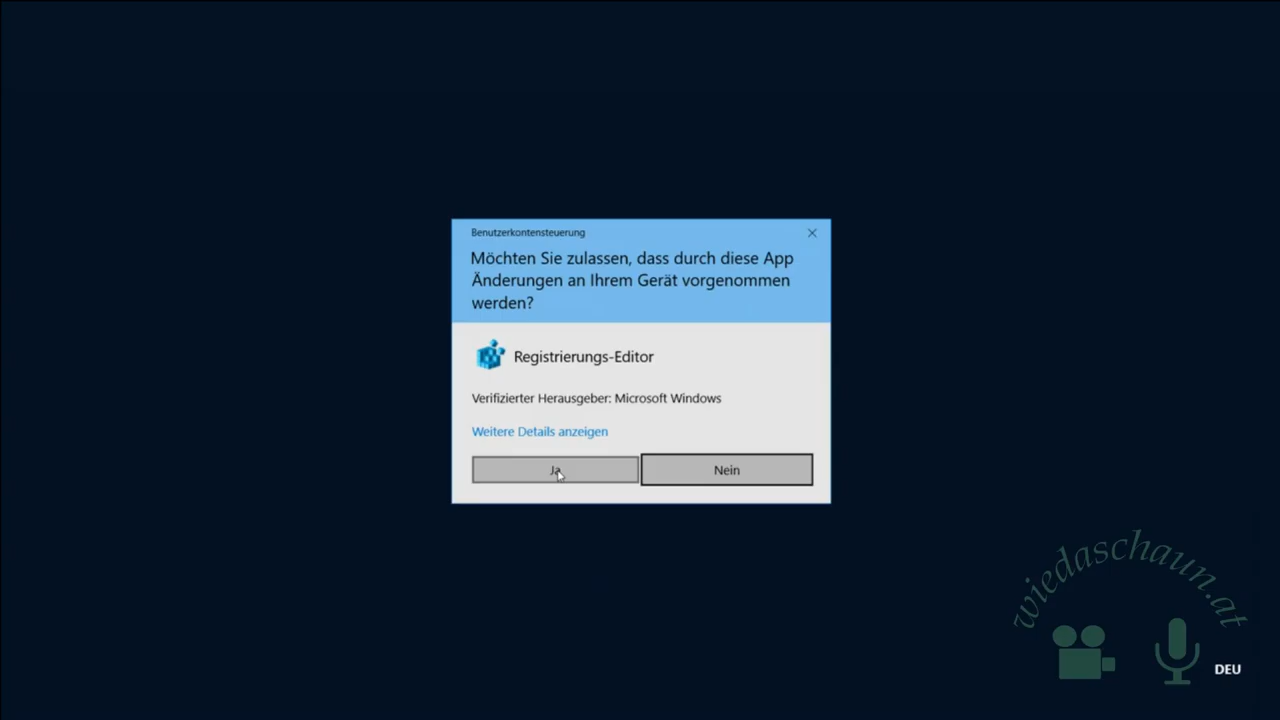 Benutzerkontensteuerung
Möchten Sie zulassen, dass durch diese App
Änderungen an Ihrem Gerät vorgenommen
werden?
Registrierungs-Editor
Verifizierter Herausgeber: Microsoft Windows
Weitere Details anzeigen
Ja
Nein
wiedaschaun.at
DEU